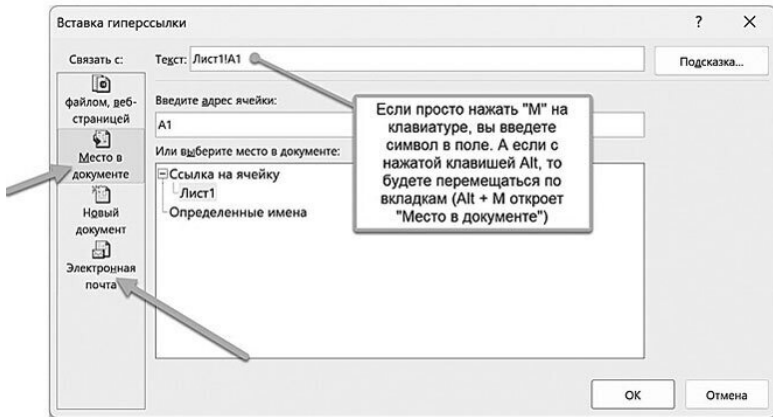 Вставка гиперссылки
? X
Связать с:
Текст: Лист1!A1
Подсказка...
файлом, веб-
страницей
Введите адрес ячейки:
A1
Место в
документе
Или выберите место в документе:
Ссылка на ячейку
Лист1
Определенные имена
Новый
документ
Электронная
почта
Если просто нажать "М" на
клавиатуре, вы введете
символ в поле. А если с
нажатой клавишей Alt, то
будете перемещаться по
вкладкам (Alt + М откроет
"Место в документе")
ОК
Отмена